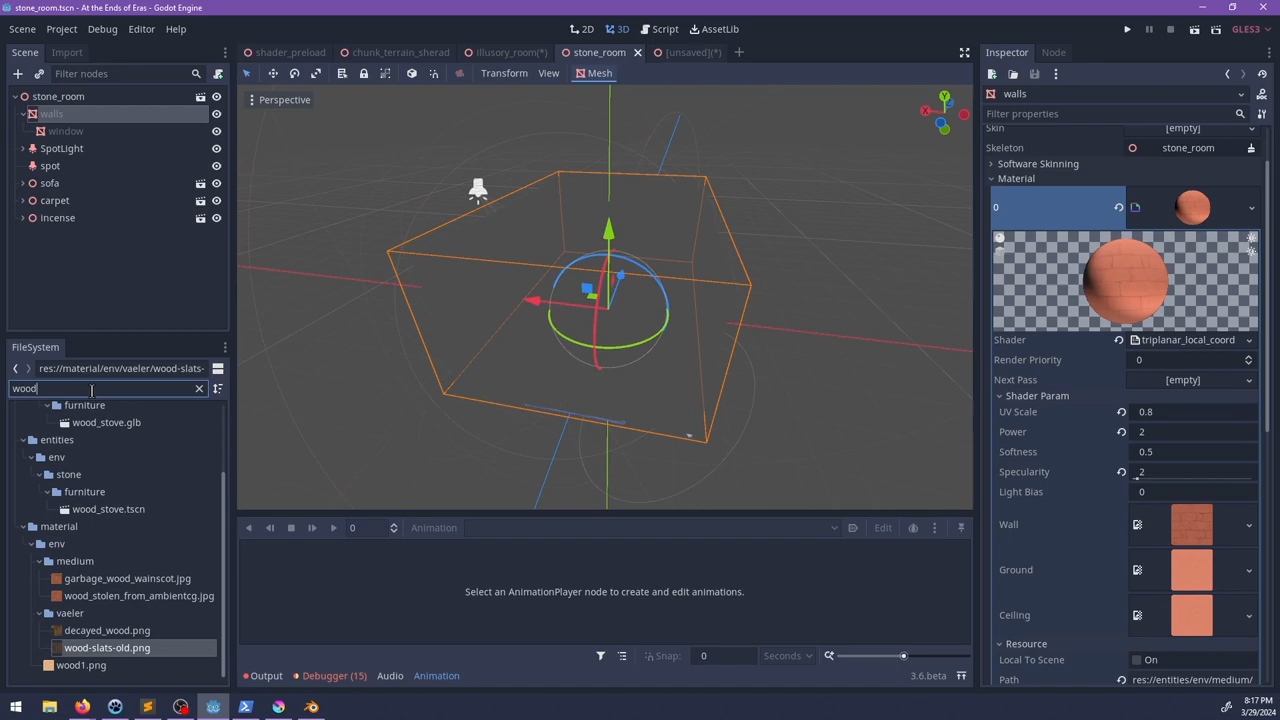 stone_room.tscn - At the Ends of Eras - Godot Engine
Scene Project Debug Editor Help
2D 3D Script AssetLib
GLES3
Scene Import
Filter nodes
stone_room
walls
window
SpotLight
spot
sofa
carpet
incense
FileSystem
res://material/env/vaeler/wood-slats-
wood
furniture
wood_stove.glb
entities
env
stone
furniture
wood_stove.tscn
material
env
medium
garbage_wood_wainscot.jpg
wood_stolen_from_ambientcg.jpg
vaeler
decayed_wood.png
wood-slats-old.png
wood1.png
shader_preload chunk_terrain_sherad Illusory_room(*) stone_room [unsaved](*)
Transform View Mesh
Perspective
Y
X
0 Animation Edit
Select an AnimationPlayer node to create and edit animations.
Snap: 0 Seconds
Output Debugger (15) Audio Animation 3.6.beta
Inspector Node
walls
Filter properties
Skin [empty]
Skeleton stone_room
Software Skinning
Material
0
Shader triplanar_local_coord
Render Priority 0
Next Pass [empty]
Shader Param
UV Scale 0.8
Power 2
Softness 0.5
Specularity 2
Light Bias 0
Wall
Ground
Ceiling
Resource
Local To Scene On
Path res://entities/env/medium/
8:17 PM
3/29/2024